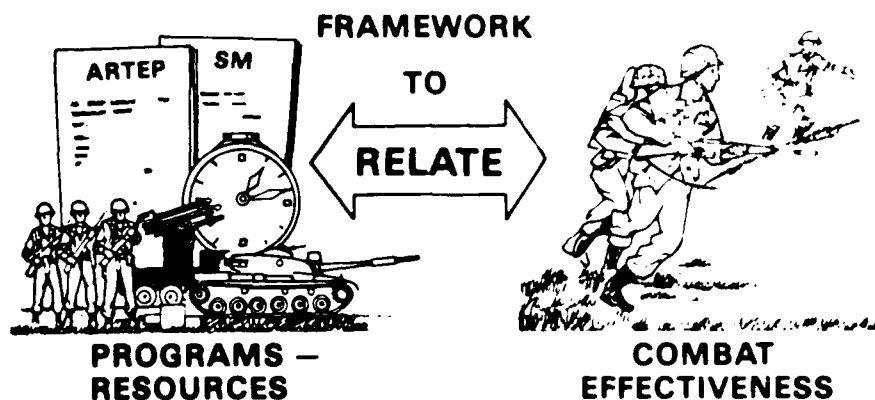 FRAMEWORK
TO
RELATE
ARTEP
SM
PROGRAMS –
RESOURCES
COMBAT
EFFECTIVENESS